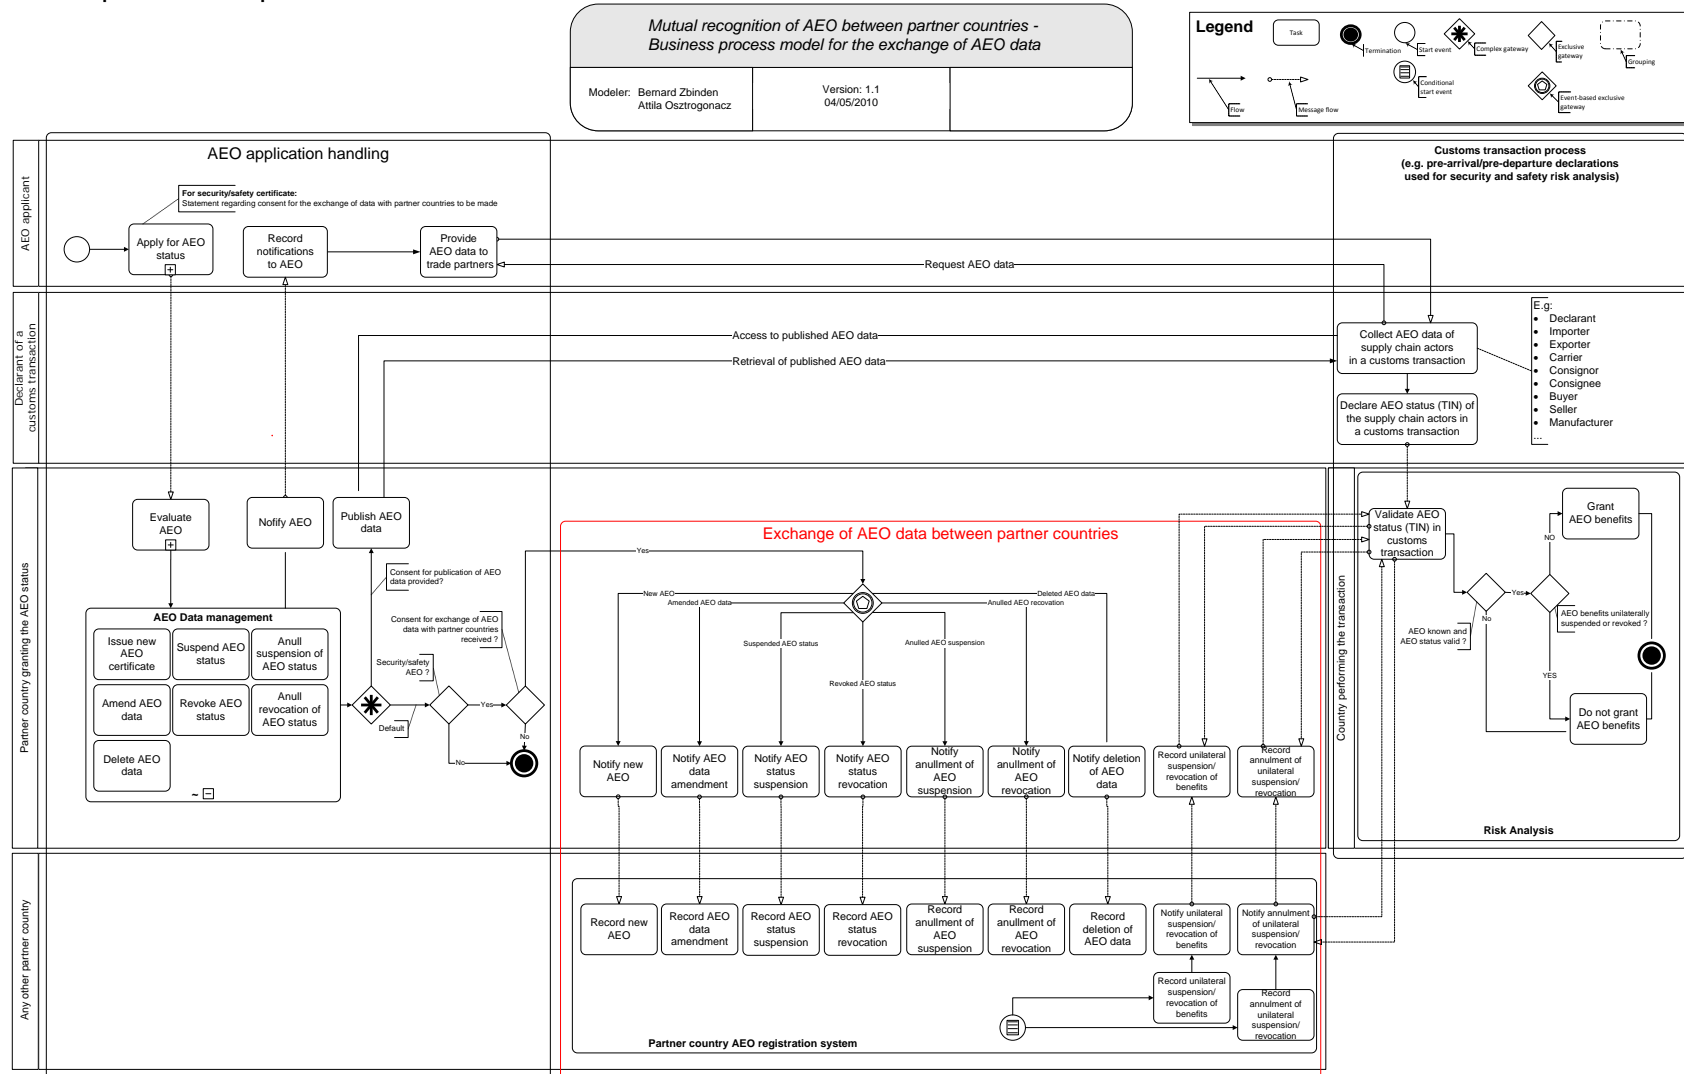 Mutual recognition of AEO between partner countries -
Business process model for the exchange of AEO data
Modeler: Bernard Zbinden
Attila Osztrogonacz
Version: 1.1
04/05/2010
Legend
Task
Termination
Start event
Complex gateway
Exclusive
gateway
Grouping
Flow
Message flow
Conditional
start event
Event-based exclusive
gateway
AEO applicant
AEO application handling
For security/safety certificate:
Statement regarding consent for the exchange of data with partner countries to be made
Apply for AEO
status
Record
notifications
to AEO
Provide
AEO data to
trade partners
Request AEO data
Customs transaction process
(e.g. pre-arrival/pre-departure declarations
used for security and safety risk analysis)
Declarant of a
customs transaction
Access to published AEO data
Retrieval of published AEO data
Collect AEO data of
supply chain actors
in a customs transaction
Declare AEO status (TIN) of
the supply chain actors in
a customs transaction
E.g:
• Declarant
• Importer
• Exporter
• Carrier
• Consignor
• Consignee
• Buyer
• Seller
• Manufacturer
...
Partner country granting the AEO status
Evaluate
AEO
Nofify AEO
Publish AEO
data
Consent for publication of AEO
data provided?
Consent for exchange of AEO
data with partner countries
received ?
Security/safety
AEO ?
Default
Yes
No
Yes
No
AEO Data management
Issue new
AEO
certificate
Suspend AEO
status
Anull
suspension of
AEO status
Amend AEO
data
Revoke AEO
status
Anull
revocation of
AEO status
Delete AEO
data
~
Exchange of AEO data between partner countries
New AEO
Amended AEO data
Suspended AEO status
Revoked AEO status
Anulled AEO suspension
Anulled AEO recovation
Deleted AEO data
Notify new
AEO
Notify AEO
data
amendment
Notify AEO
status
suspension
Notify AEO
status
revocation
Notify
anullment of
AEO
suspension
Notify
anullment of
AEO
revocation
Notify deletion
of AEO
data
Record unilateral
suspension/
revocation of
benefits
Record
annulment of
unilateral
suspension/
revocation
Country performing the transaction
Validate AEO
status (TIN) in
customs
transaction
AEO known and
AEO status valid ?
Yes
No
AEO benefits unilaterally
suspended or revoked ?
NO
YES
Grant
AEO benefits
Do not grant
AEO benefits
Risk Analysis
Any other partner country
Record new
AEO
Record AEO
data
amendment
Record AEO
status
suspension
Record AEO
status
revocation
Record
anullment of
AEO
suspension
Record
anullment of
AEO
revocation
Record
deletion of
AEO data
Notify unilateral
suspension/
revocation of
benefits
Notify annulment
of unilateral
suspension/
revocation
Record unilateral
suspension/
revocation of
benefits
Record
annulment of
unilateral
suspension/
revocation
Partner country AEO registration system